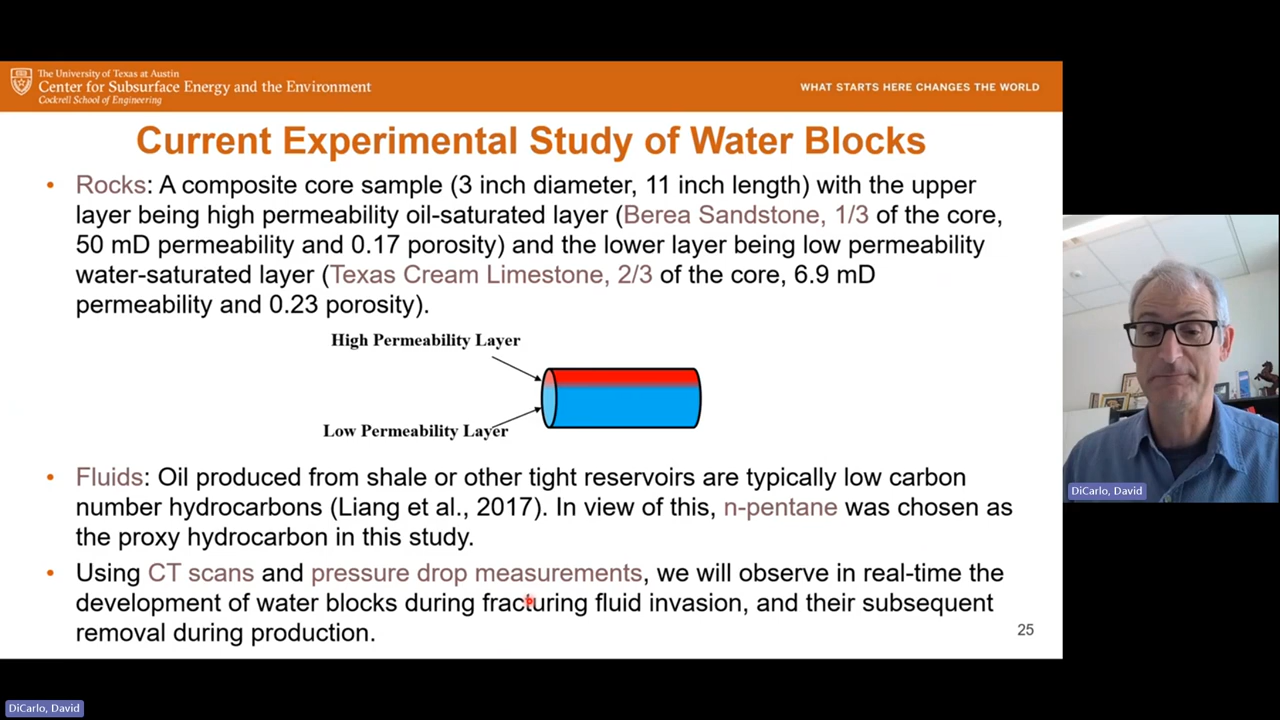 The University of Texas at Austin
Center for Subsurface Energy and the Environment
Cockrell School of Engineering
WHAT STARTS HERE CHANGES THE WORLD
Current Experimental Study of Water Blocks
• Rocks: A composite core sample (3 inch diameter, 11 inch length) with the upper
layer being high permeability oil-saturated layer (Berea Sandstone, 1/3 of the core,
50 mD permeability and 0.17 porosity) and the lower layer being low permeability
water-saturated layer (Texas Cream Limestone, 2/3 of the core, 6.9 mD
permeability and 0.23 porosity).
High Permeability Layer
Low Permeability Layer
• Fluids: Oil produced from shale or other tight reservoirs are typically low carbon
number hydrocarbons (Liang et al., 2017). In view of this, n-pentane was chosen as
the proxy hydrocarbon in this study.
• Using CT scans and pressure drop measurements, we will observe in real-time the
development of water blocks during fracturing fluid invasion, and their subsequent
removal during production.
25
DiCarlo, David
DiCarlo, David